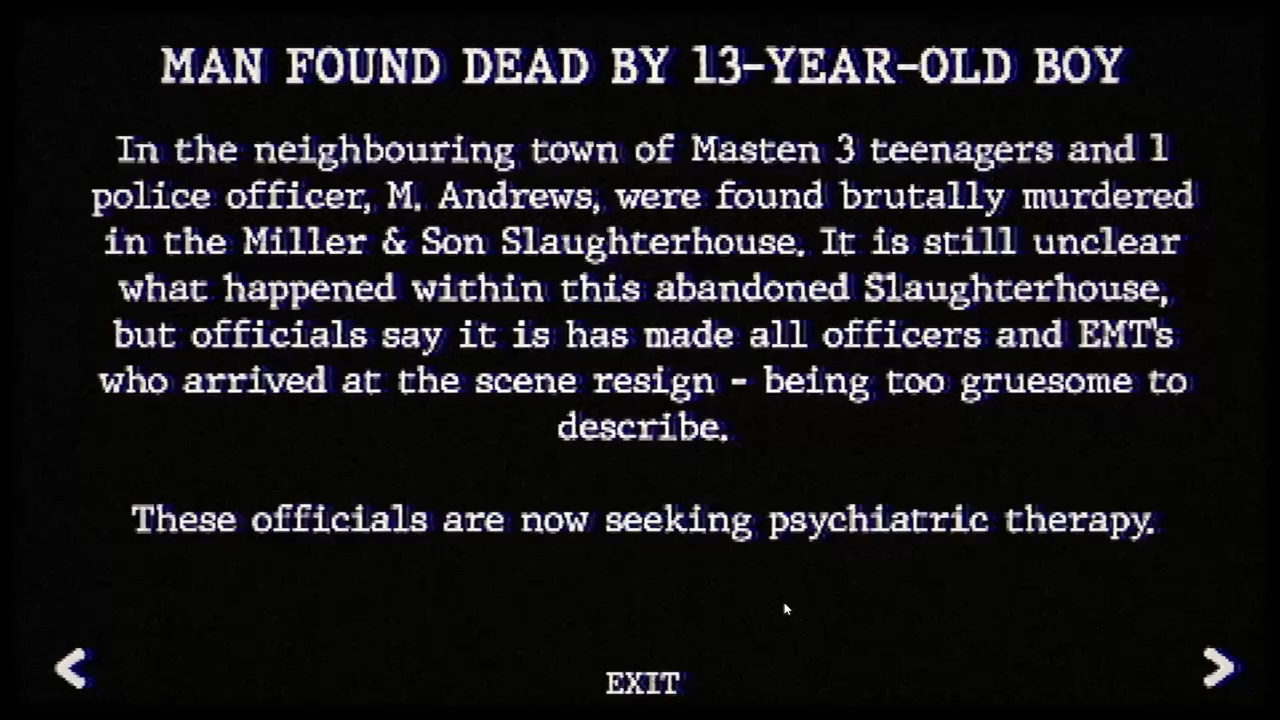 MAN FOUND DEAD BY 13-YEAR-OLD BOY
In the neighbouring town of Masten 3 teenagers and 1
police officer, M. Andrews, were found brutally murdered
in the Miller & Son Slaughterhouse. It is still unclear
what happened within this abandoned Slaughterhouse,
but officials say it is has made all officers and EMT's
who arrived at the scene resign - being too gruesome to
describe.
These officials are now seeking psychiatric therapy.
< EXIT >